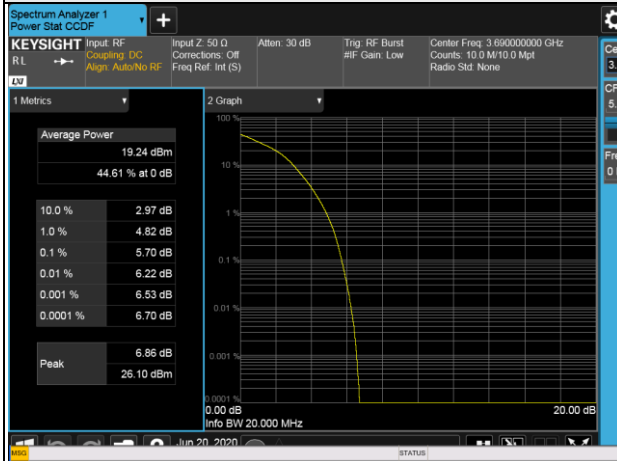 Spectrum Analyzer 1
Power Stat CCDF
KEYSIGHT
RL
LXI
Input: RF
Coupling: DC
Align: Auto/No RF
Input Z: 50 Ω
Corrections: Off
Freq Ref: Int (S)
Atten: 30 dB
Trig: RF Burst
#IF Gain: Low
Center Freq: 3.690000000 GHz
Counts: 10.0 M/10.0 Mpt
Radio Std: None
1 Metrics
Average Power
19.24 dBm
44.61 % at 0 dB
10.0 % 2.97 dB
1.0 % 4.82 dB
0.1 % 5.70 dB
0.01 % 6.22 dB
0.001 % 6.53 dB
0.0001 % 6.70 dB
Peak
6.86 dB
26.10 dBm
2 Graph
100 %
10 %
1 %
0.1 %
0.01 %
0.001 %
0.0001 %
0.00 dB 20.00 dB
Info BW 20.000 MHz
Jun 20, 2020
MSG STATUS